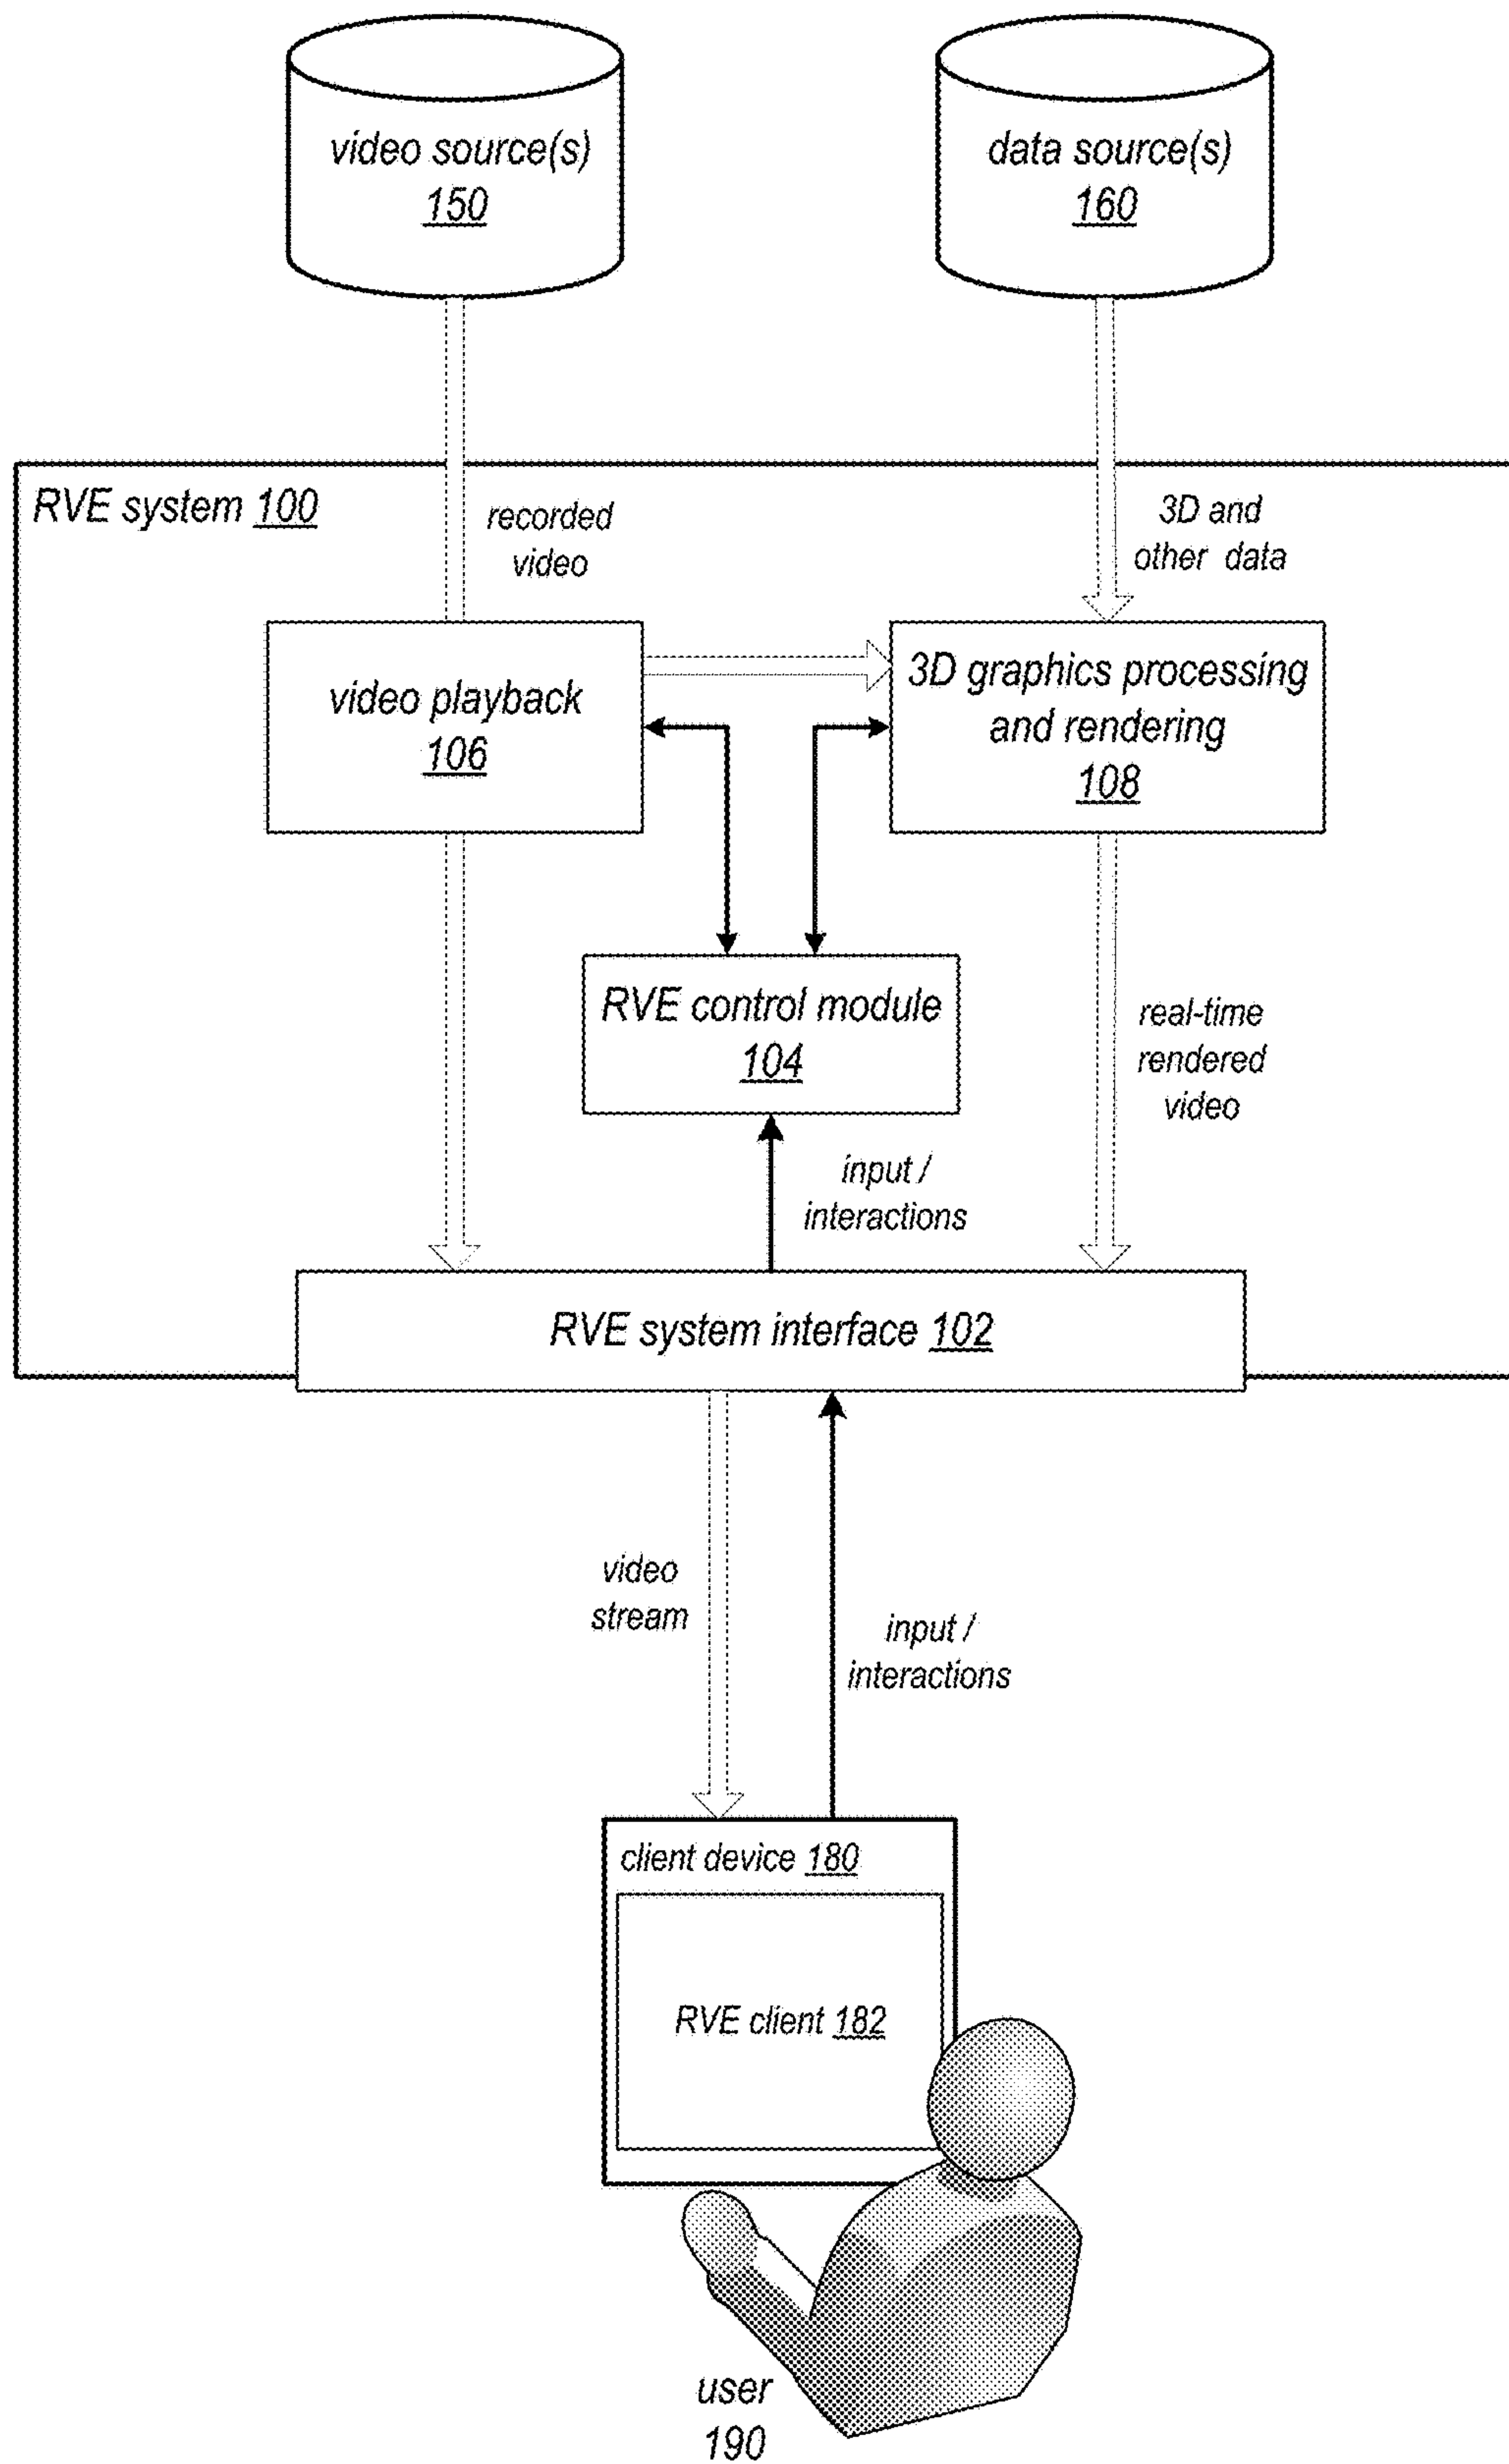 video source(s)
150
data source(s)
160
RVE system 100
recorded
video
3D and
other data
video playback
106
3D graphics processing
and rendering
108
RVE control module
104
real-time
rendered
video
input /
interactions
RVE system interface 102
video
stream
input /
interactions
client device 180
RVE client 182
user
190